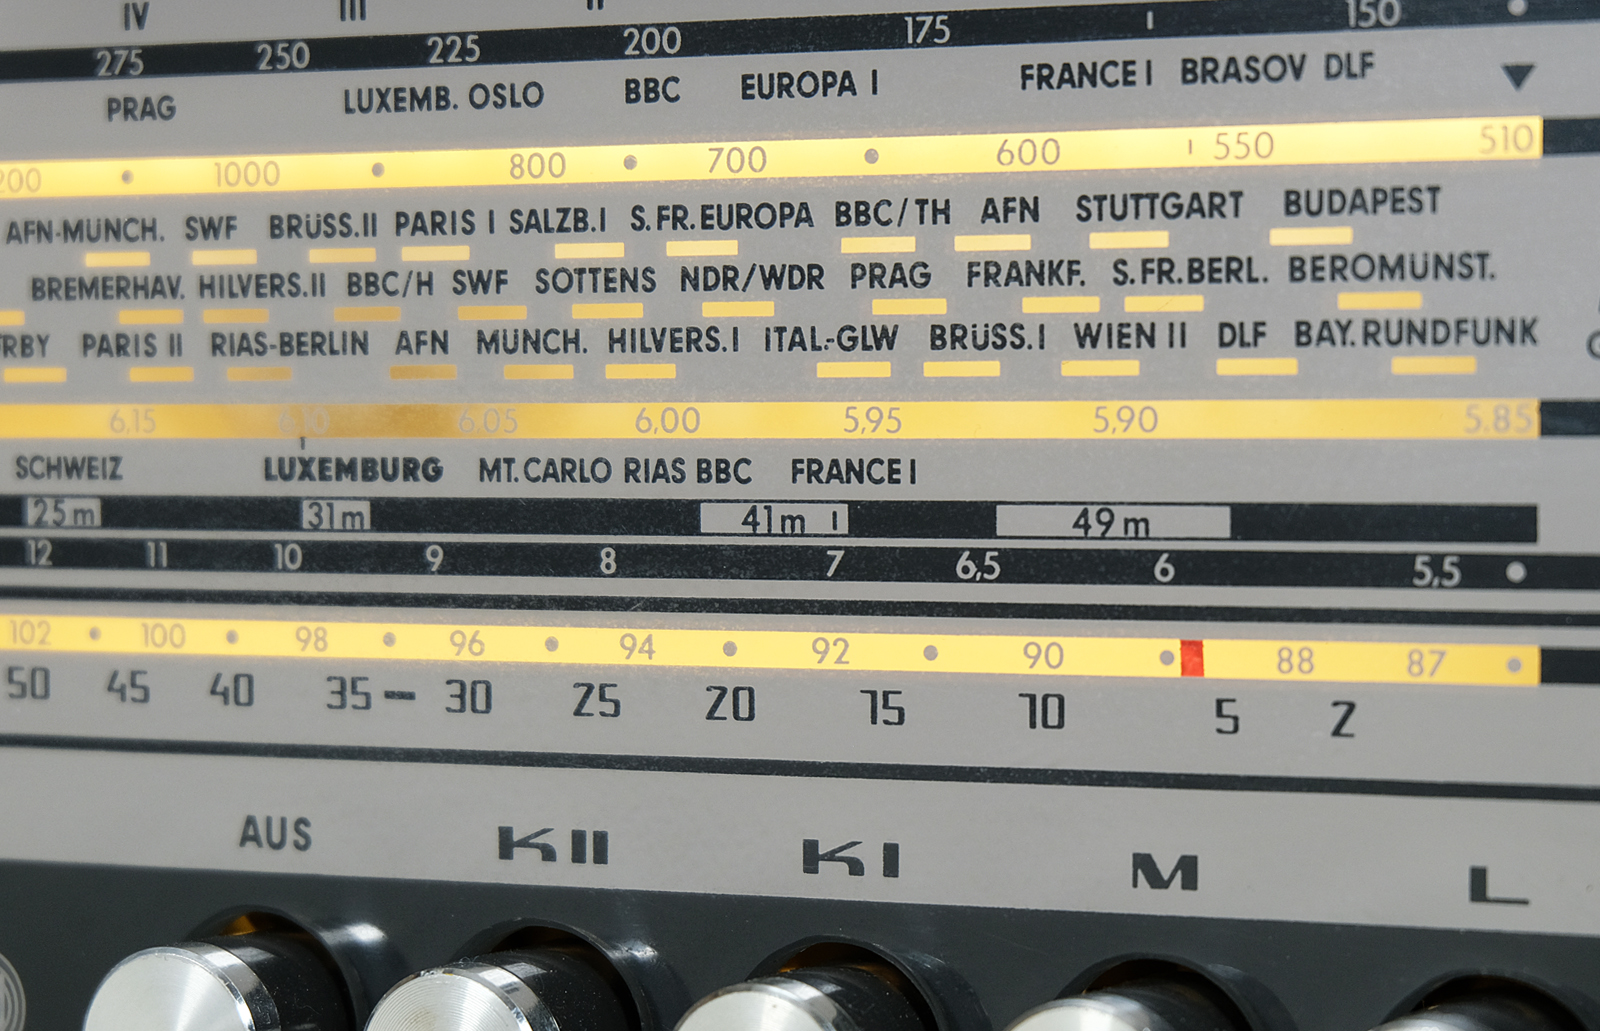 IV III II
275 250 225 200 175 150
PRAG LUXEMB. OSLO BBC EUROPA I FRANCE I BRASOV DLF
1000 800 700 600 550 510
AFN-MÜNCH. SWF BRÜSS.II PARIS I SALZB.I S.FR.EUROPA BBC/TH AFN STUTTGART BUDAPEST
BREMERHAV. HILVERS.II BBC/H SWF SOTTENS NDR/WDR PRAG FRANKF. S.FR.BERL. BEROMÜNST.
RBY PARIS II RIAS-BERLIN AFN MÜNCH. HILVERS.I ITAL.-GLW BRÜSS.I WIEN II DLF BAY.RUNDFUNK
6,15 6,10 6,05 6,00 5,95 5,90 5.85
SCHWEIZ LUXEMBURG MT.CARLO RIAS BBC FRANCE I
25m 31m 41m 49m
12 11 10 9 8 7 6,5 6 5,5
102 100 98 96 94 92 90 88 87
50 45 40 35 – 30 25 20 15 10 5 2
AUS K II K I M L